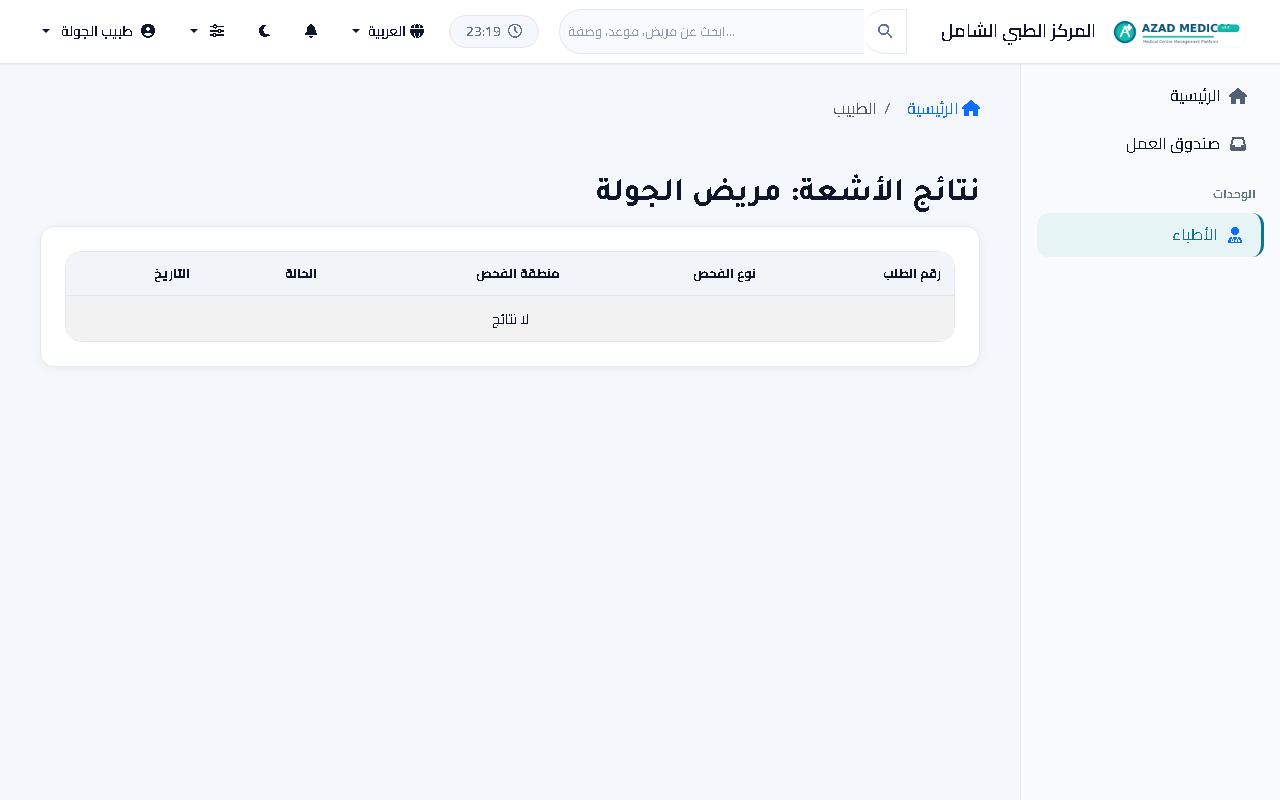 AZAD MEDIC
Medical Centre Management Platform
المركز الطبي الشامل
ابحث عن مريض، موعد، وصفة...
23:19
العربية
طبيب الجولة
الرئيسية
صندوق العمل
الوحدات
الأطباء
الرئيسية / الطبيب
نتائج الأشعة: مريض الجولة
رقم الطلب نوع الفحص منطقة الفحص الحالة التاريخ
لا نتائج